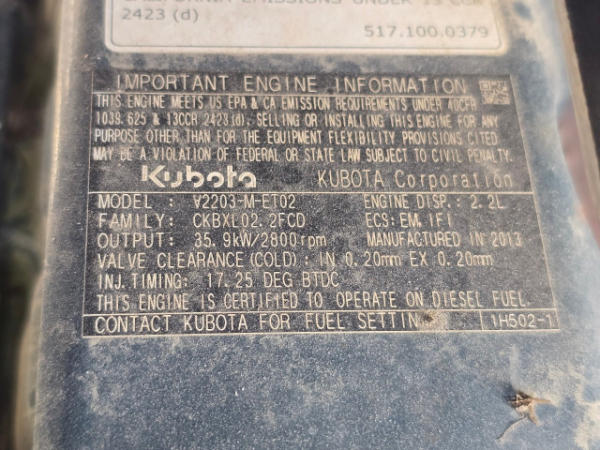 CALIFORNIA EMISSIONS UNDER 13 CCR
2423 (d)
517.100.0379
IMPORTANT ENGINE INFORMATION
THIS ENGINE MEETS US EPA & CA EMISSION REQUIREMENTS UNDER 40CFR
1039.625 & 13CCR 2423(d). SELLING OR INSTALLING THIS ENGINE FOR ANY
PURPOSE OTHER THAN FOR THE EQUIPMENT FLEXIBILITY PROVISIONS CITED
MAY BE A VIOLATION OF FEDERAL OR STATE LAW SUBJECT TO CIVIL PENALTY.
Kubota KUBOTA Corporation
MODEL : V2203-M-ET02 ENGINE DISP.: 2.2L
FAMILY: CKBXL02.2FCD ECS: EM, IFI
OUTPUT: 35.9kW/2800rpm MANUFACTURED IN 2013
VALVE CLEARANCE (COLD) : IN 0.20mm EX 0.20mm
INJ. TIMING: 17.25 DEG BTDC
THIS ENGINE IS CERTIFIED TO OPERATE ON DIESEL FUEL.
CONTACT KUBOTA FOR FUEL SETTIN 1H502-1